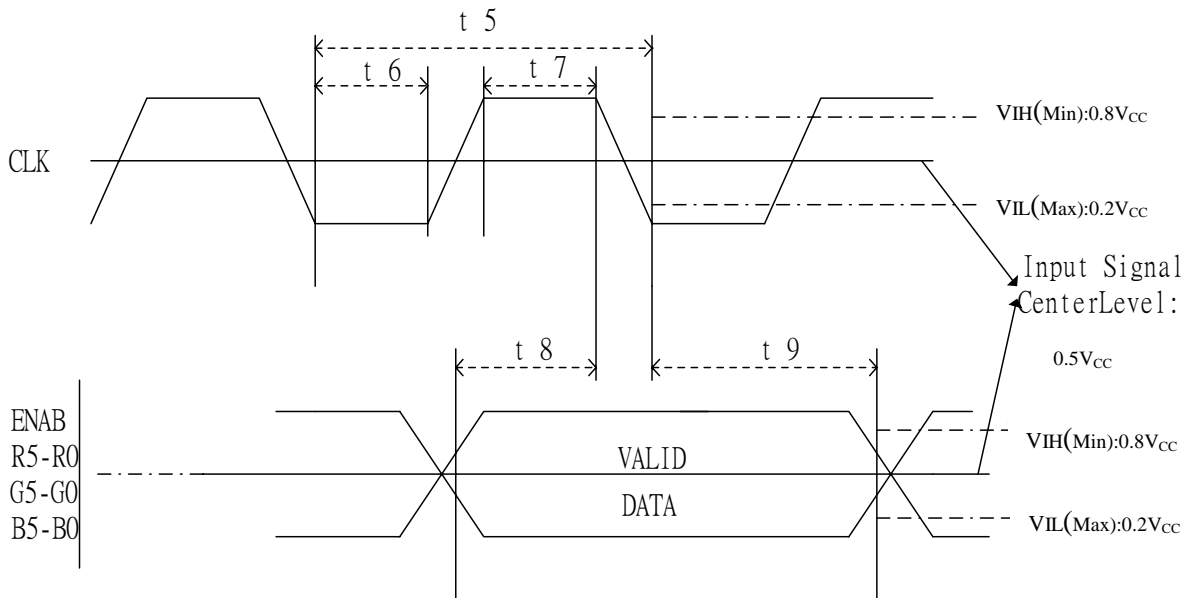 t 5
t 6
t 7
VIH(Min):0.8VCC
CLK
VIL(Max):0.2VCC
Input Signal
CenterLevel:
0.5VCC
t 8
t 9
ENAB
R5-R0
G5-G0
B5-B0
VALID
DATA
VIH(Min):0.8VCC
VIL(Max):0.2VCC